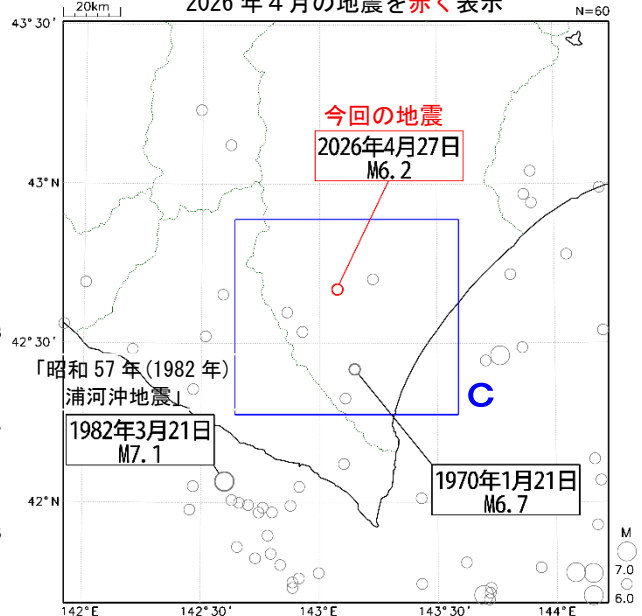 2026 年４月の地震を赤く表示
20km
N=60
43°30′
今回の地震
2026年4月27日
M6.2
43°N
42°30′
「昭和 57 年(1982 年)
浦河沖地震」
C
1982年3月21日
M7.1
1970年1月21日
M6.7
42°N
M
7.0
6.0
142°E
142°30′
143°E
143°30′
144°E